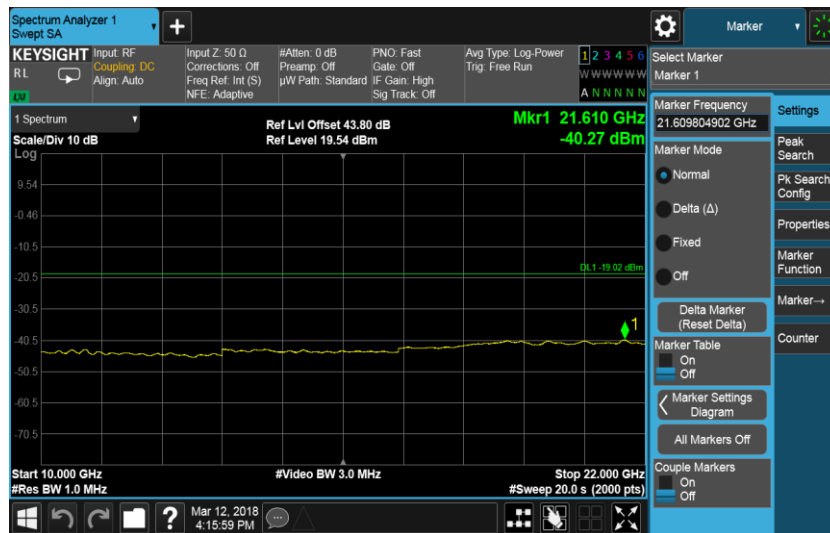 Spectrum Analyzer 1
Swept SA
+
Marker
KEYSIGHT
RL
LXI
Input: RF
Coupling: DC
Align: Auto
Input Z: 50 Ω
Corrections: Off
Freq Ref: Int (S)
NFE: Adaptive
#Atten: 0 dB
Preamp: Off
µW Path: Standard
PNO: Fast
Gate: Off
IF Gain: High
Sig Track: Off
Avg Type: Log-Power
Trig: Free Run
1 2 3 4 5 6
W W W W W W
A N N N N N
Select Marker
Marker 1
1 Spectrum
Scale/Div 10 dB
Log
Ref Lvl Offset 43.80 dB
Ref Level 19.54 dBm
Mkr1 21.610 GHz
-40.27 dBm
9.54
-0.46
-10.5
-20.5
-30.5
-40.5
-50.5
-60.5
-70.5
DL1 -19.02 dBm
1
Start 10.000 GHz
#Res BW 1.0 MHz
#Video BW 3.0 MHz
Stop 22.000 GHz
#Sweep 20.0 s (2000 pts)
Marker Frequency
21.609804902 GHz
Marker Mode
Normal
Delta (Δ)
Fixed
Off
Delta Marker
(Reset Delta)
Marker Table
On
Off
Marker Settings
Diagram
All Markers Off
Couple Markers
On
Off
Settings
Peak
Search
Pk Search
Config
Properties
Marker
Function
Marker→
Counter
?
Mar 12, 2018
4:15:59 PM